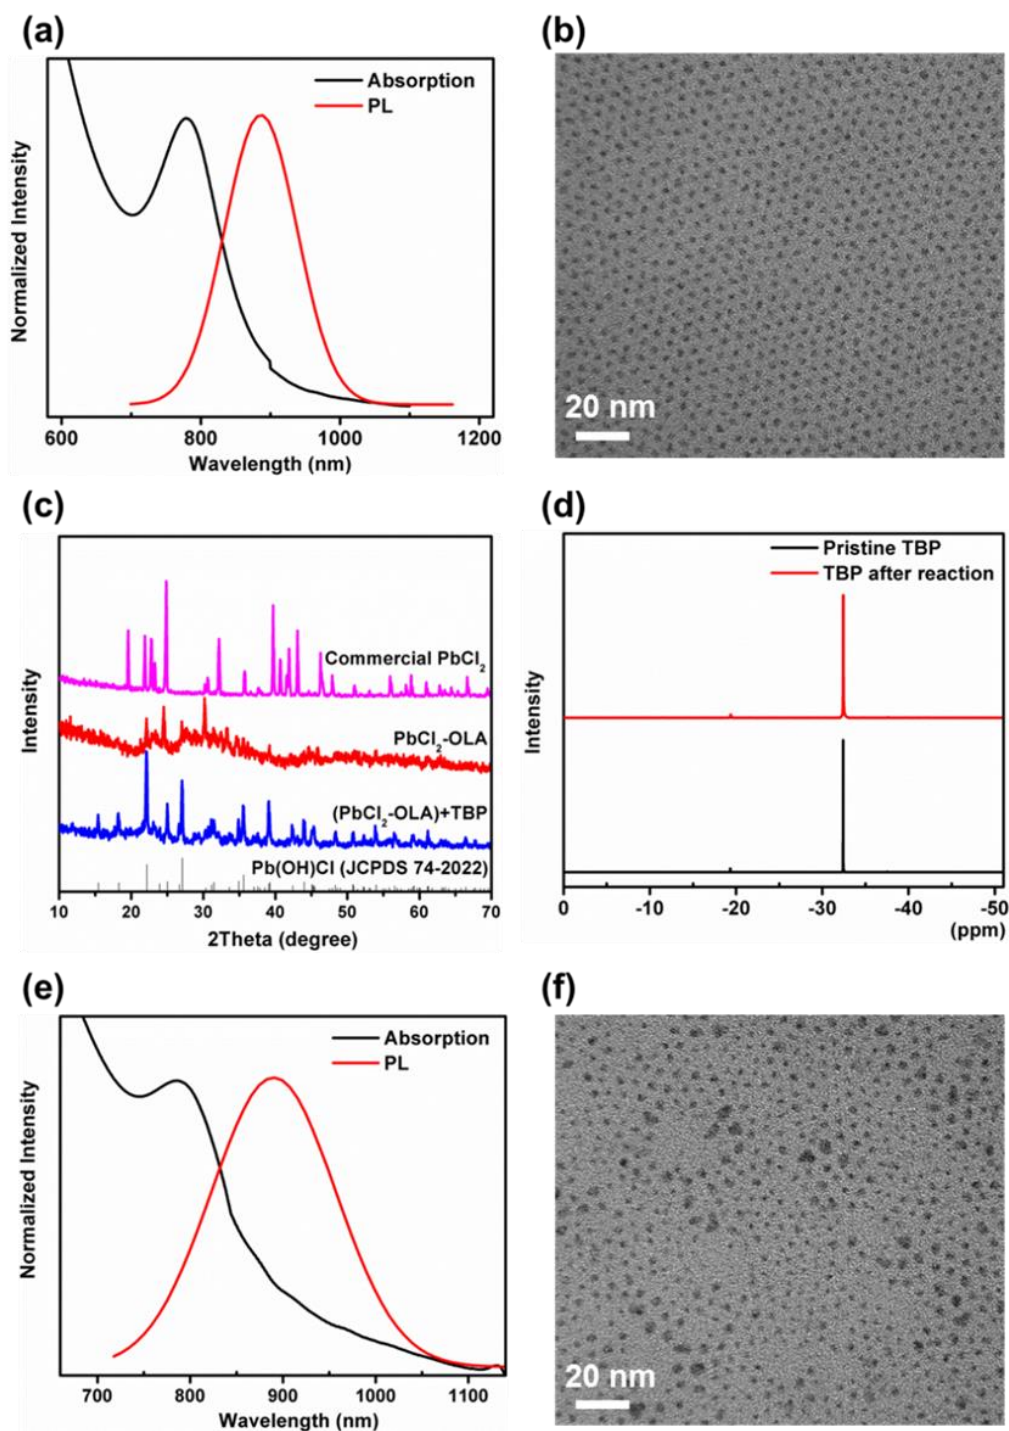 (a)
Absorption
PL
Normalized Intensity
600 800 1000 1200
Wavelength (nm)
(b)
20 nm
(c)
Commercial PbCl₂
PbCl₂-OLA
(PbCl₂-OLA)+TBP
Pb(OH)Cl (JCPDS 74-2022)
Intensity
10 20 30 40 50 60 70
2Theta (degree)
(d)
Pristine TBP
TBP after reaction
Intensity
0 -10 -20 -30 -40 -50
(ppm)
(e)
Absorption
PL
Normalized Intensity
700 800 900 1000 1100
Wavelength (nm)
(f)
20 nm